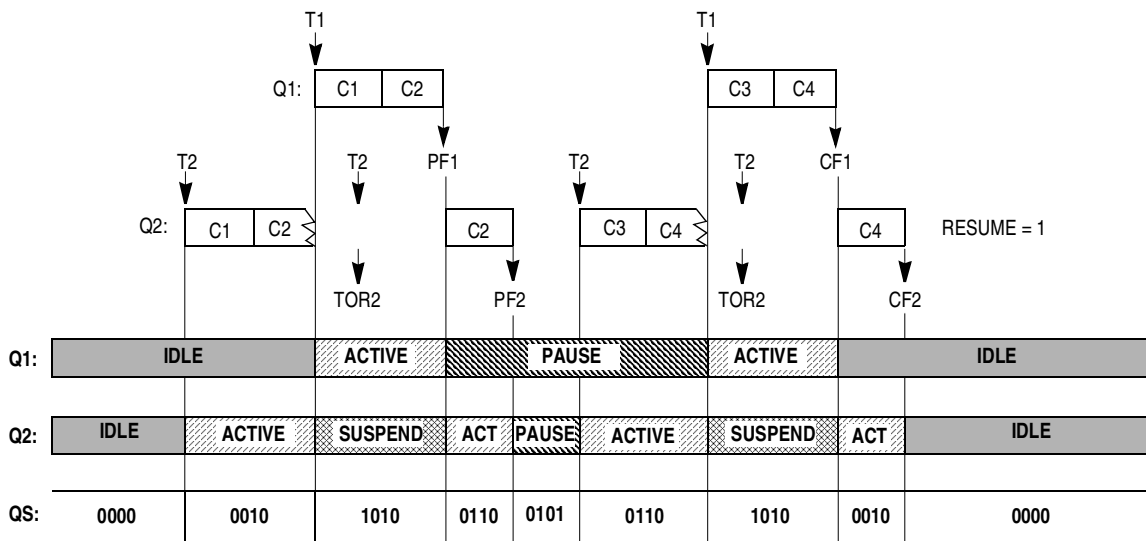 T1 T1
Q1: C1 C2 C3 C4
T2 T2 PF1 T2 T2 CF1
Q2: C1 C2 C2 C3 C4 C4 RESUME = 1
TOR2 PF2 TOR2 CF2
Q1: IDLE ACTIVE PAUSE ACTIVE IDLE
Q2: IDLE ACTIVE SUSPEND ACT PAUSE ACTIVE SUSPEND ACT IDLE
QS: 0000 0010 1010 0110 0101 0110 1010 0010 0000